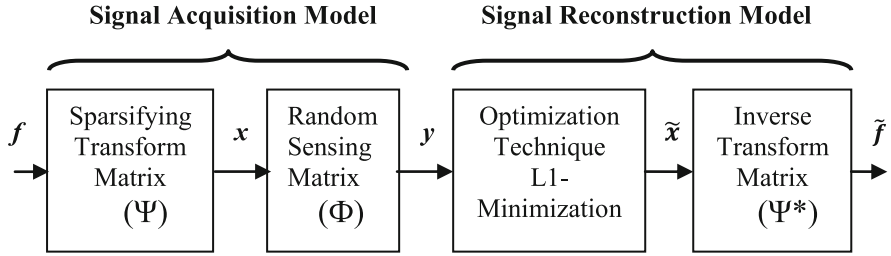 Signal Acquisition Model
Signal Reconstruction Model
f
Sparsifying
Transform
Matrix
(Ψ)
x
Random
Sensing
Matrix
(Φ)
y
Optimization
Technique
L1-
Minimization
x̃
Inverse
Transform
Matrix
(Ψ*)
f̃